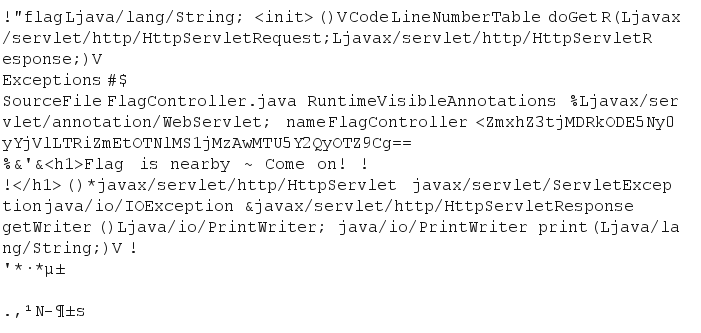 !"flagLjava/lang/String; <init>()VCodeLineNumberTable doGetR(Ljavax
/servlet/http/HttpServletRequest;Ljavax/servlet/http/HttpServletR
esponse;)V
Exceptions#$
SourceFileFlagController.java RuntimeVisibleAnnotations %Ljavax/ser
vlet/annotation/WebServlet; nameFlagController <ZmxhZ3tjMDRkODE5Ny0
yYjVlLTRiZmEtOTNlMS1jMzAwMTU5Y2QyOTZ9Cg==
%&'&<h1>Flag is nearby ~ Come on! !
!</h1>()*javax/servlet/http/HttpServlet javax/servlet/ServletExcep
tionjava/io/IOException &javax/servlet/http/HttpServletResponse
getWriter()Ljava/io/PrintWriter; java/io/PrintWriter print(Ljava/la
ng/String;)V !
'*·*µ±
.,¹N-¶±s